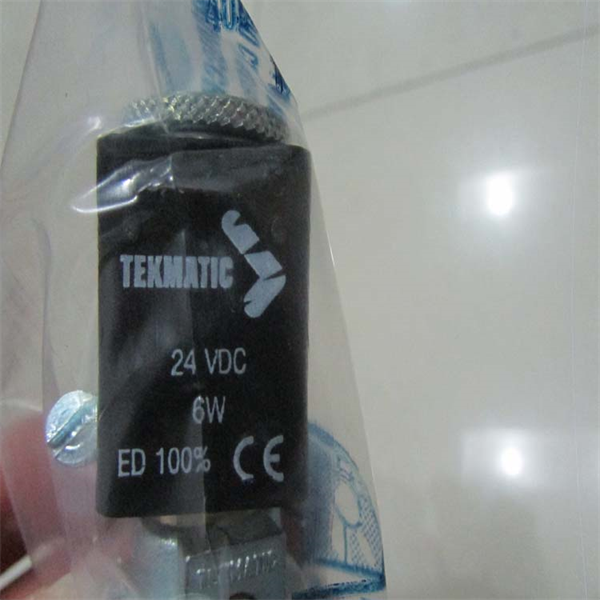 TEKMATIC
24 VDC
6W
ED 100% CE